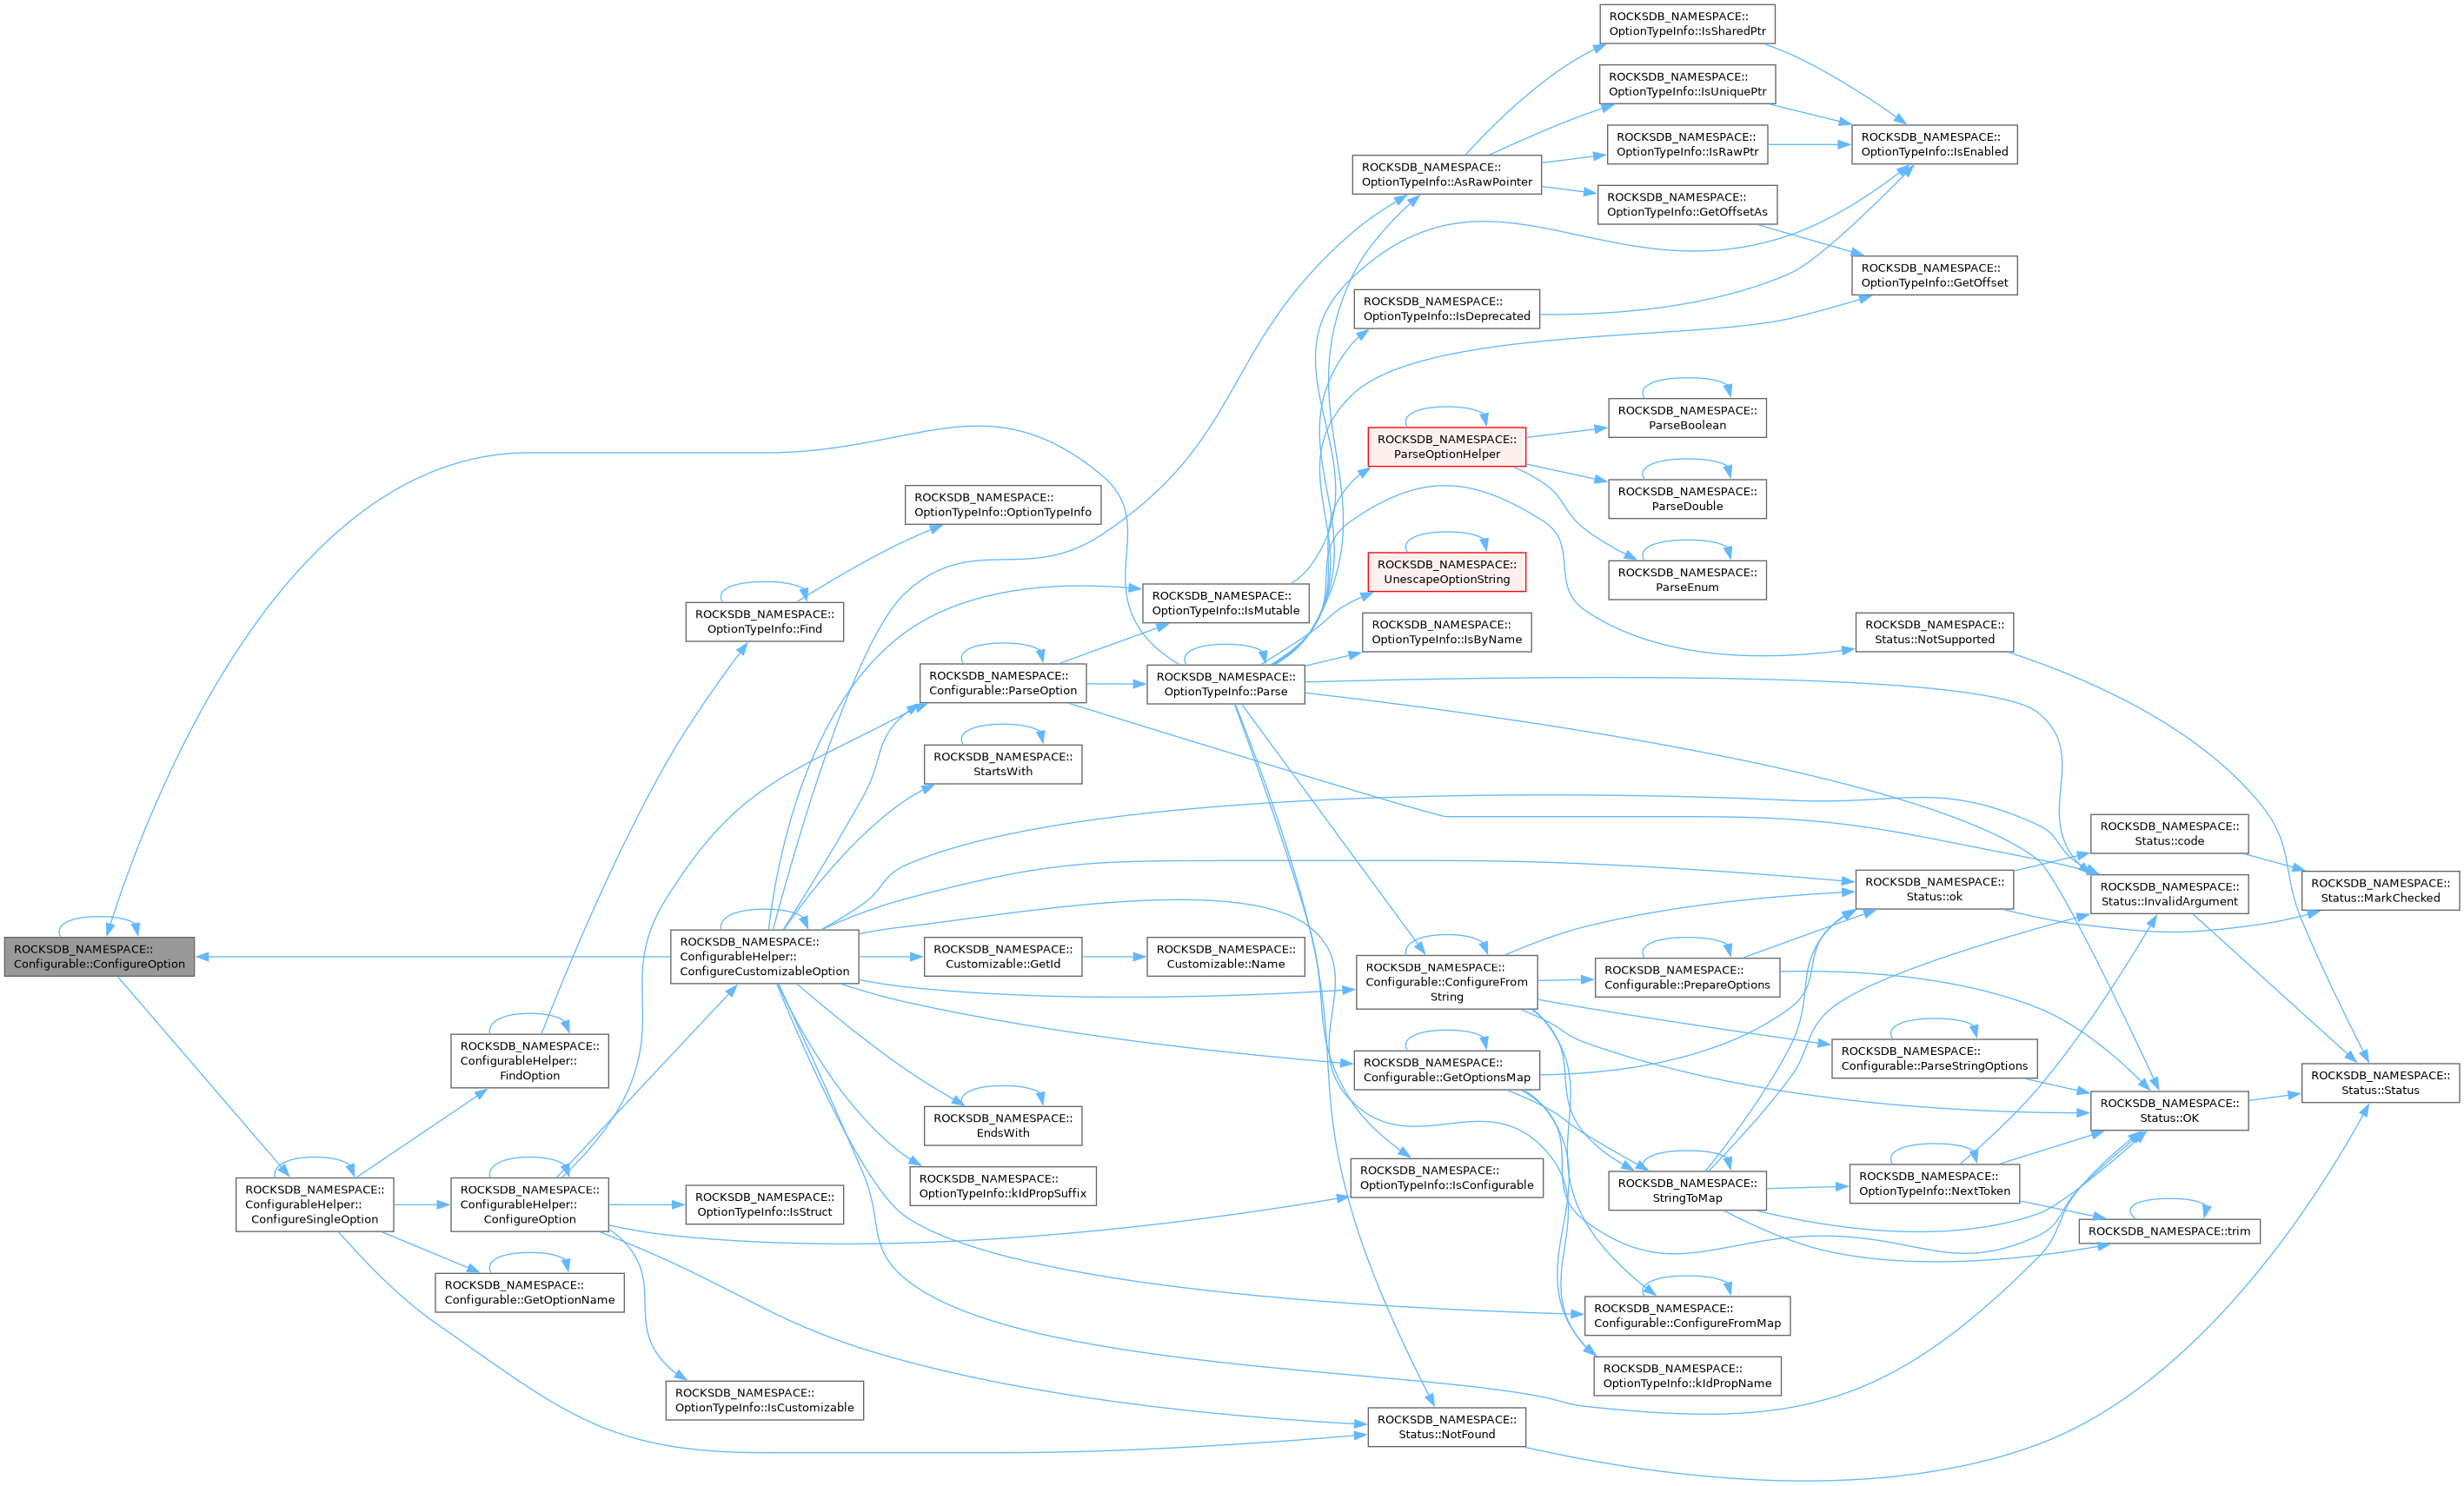 ROCKSDB_NAMESPACE::
Configurable::ConfigureOption
ROCKSDB_NAMESPACE::
ConfigurableHelper::
ConfigureSingleOption
ROCKSDB_NAMESPACE::
ConfigurableHelper::
FindOption
ROCKSDB_NAMESPACE::
ConfigurableHelper::
ConfigureOption
ROCKSDB_NAMESPACE::
Configurable::GetOptionName
ROCKSDB_NAMESPACE::
OptionTypeInfo::Find
ROCKSDB_NAMESPACE::
ConfigurableHelper::
ConfigureCustomizableOption
ROCKSDB_NAMESPACE::
OptionTypeInfo::IsStruct
ROCKSDB_NAMESPACE::
OptionTypeInfo::IsCustomizable
ROCKSDB_NAMESPACE::
OptionTypeInfo::OptionTypeInfo
ROCKSDB_NAMESPACE::
Configurable::ParseOption
ROCKSDB_NAMESPACE::
StartsWith
ROCKSDB_NAMESPACE::
Customizable::GetId
ROCKSDB_NAMESPACE::
EndsWith
ROCKSDB_NAMESPACE::
OptionTypeInfo::kIdPropSuffix
ROCKSDB_NAMESPACE::
OptionTypeInfo::IsMutable
ROCKSDB_NAMESPACE::
OptionTypeInfo::Parse
ROCKSDB_NAMESPACE::
Customizable::Name
ROCKSDB_NAMESPACE::
OptionTypeInfo::AsRawPointer
ROCKSDB_NAMESPACE::
OptionTypeInfo::IsDeprecated
ROCKSDB_NAMESPACE::
ParseOptionHelper
ROCKSDB_NAMESPACE::
UnescapeOptionString
ROCKSDB_NAMESPACE::
OptionTypeInfo::IsByName
ROCKSDB_NAMESPACE::
Configurable::ConfigureFrom
String
ROCKSDB_NAMESPACE::
Configurable::GetOptionsMap
ROCKSDB_NAMESPACE::
OptionTypeInfo::IsConfigurable
ROCKSDB_NAMESPACE::
Status::NotFound
ROCKSDB_NAMESPACE::
OptionTypeInfo::IsSharedPtr
ROCKSDB_NAMESPACE::
OptionTypeInfo::IsUniquePtr
ROCKSDB_NAMESPACE::
OptionTypeInfo::IsRawPtr
ROCKSDB_NAMESPACE::
OptionTypeInfo::GetOffsetAs
ROCKSDB_NAMESPACE::
ParseBoolean
ROCKSDB_NAMESPACE::
ParseDouble
ROCKSDB_NAMESPACE::
ParseEnum
ROCKSDB_NAMESPACE::
Configurable::PrepareOptions
ROCKSDB_NAMESPACE::
StringToMap
ROCKSDB_NAMESPACE::
Configurable::ConfigureFromMap
ROCKSDB_NAMESPACE::
OptionTypeInfo::kIdPropName
ROCKSDB_NAMESPACE::
OptionTypeInfo::IsEnabled
ROCKSDB_NAMESPACE::
OptionTypeInfo::GetOffset
ROCKSDB_NAMESPACE::
Status::NotSupported
ROCKSDB_NAMESPACE::
Status::ok
ROCKSDB_NAMESPACE::
Configurable::ParseStringOptions
ROCKSDB_NAMESPACE::
OptionTypeInfo::NextToken
ROCKSDB_NAMESPACE::
Status::code
ROCKSDB_NAMESPACE::
Status::InvalidArgument
ROCKSDB_NAMESPACE::
Status::OK
ROCKSDB_NAMESPACE::trim
ROCKSDB_NAMESPACE::
Status::MarkChecked
ROCKSDB_NAMESPACE::
Status::Status